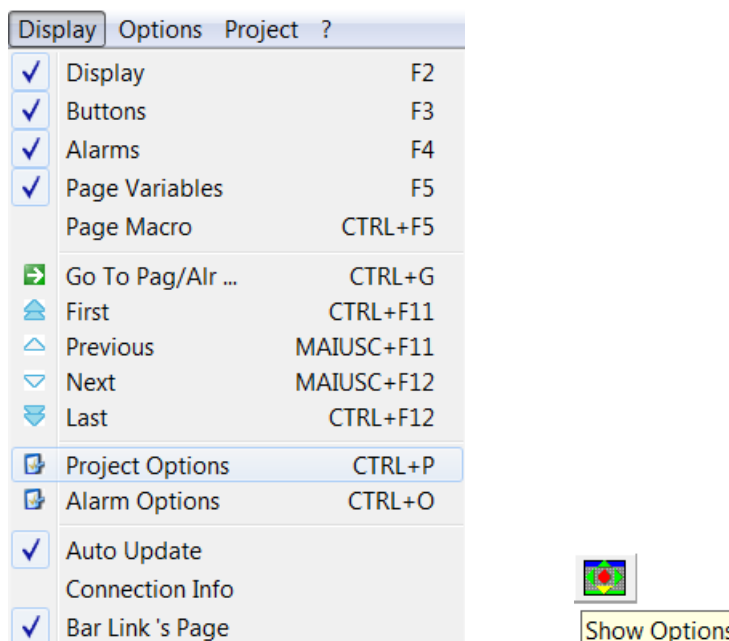 Display Options Project ?
Display F2
Buttons F3
Alarms F4
Page Variables F5
Page Macro CTRL+F5
Go To Pag/Alr ... CTRL+G
First CTRL+F11
Previous MAIUSC+F11
Next MAIUSC+F12
Last CTRL+F12
Project Options CTRL+P
Alarm Options CTRL+O
Auto Update
Connection Info
Bar Link 's Page
Show Options